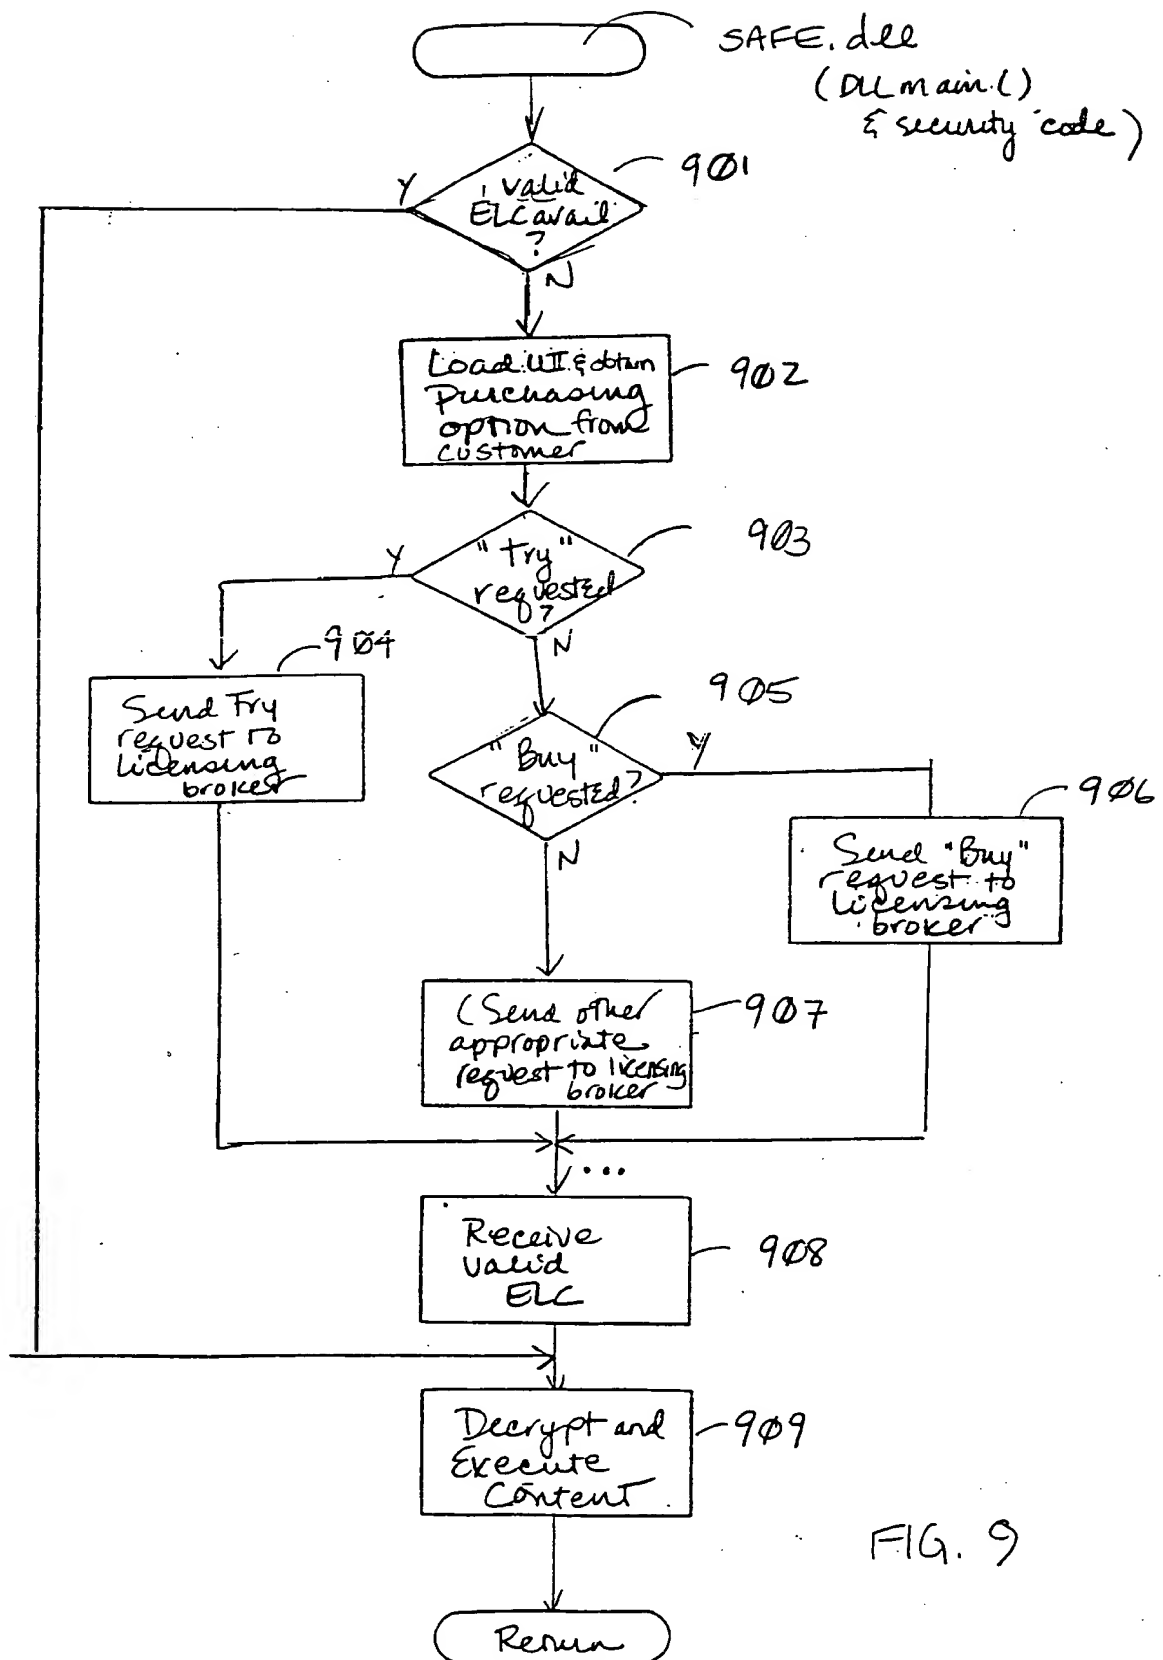 SAFE.dll
(DLLmain()
& security code)
901
valid
ELC avail
?
Y
N
Load UI & obtain
Purchasing
option from
customer
902
"Try"
requested
?
903
Y
N
904
Send Try
request to
licensing
broker
905
"Buy"
requested?
Y
N
906
Send "Buy"
request to
licensing
broker
(Send other
appropriate
request to licensing
broker
907
...
Receive
valid
ELC
908
Decrypt and
Execute
Content
909
FIG. 9
Return